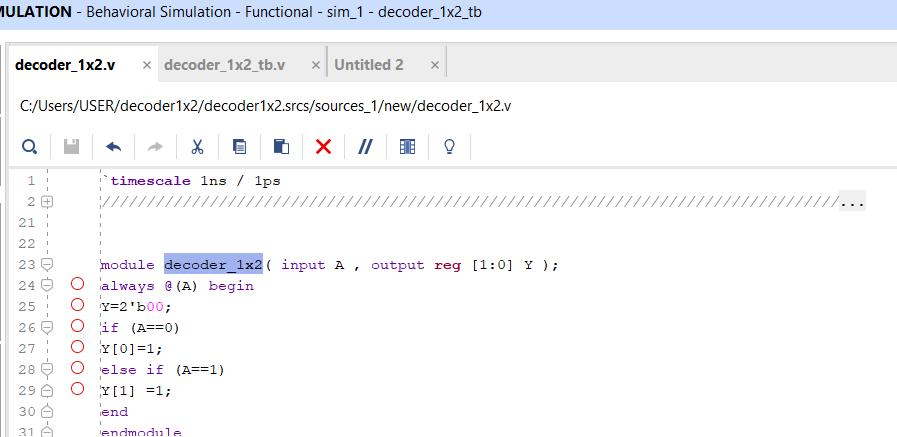 MULATION - Behavioral Simulation - Functional - sim_1 - decoder_1x2_tb
decoder_1x2.v × decoder_1x2_tb.v × Untitled 2 ×
C:/Users/USER/decoder1x2/decoder1x2.srcs/sources_1/new/decoder_1x2.v
1 `timescale 1ns / 1ps
2 //////////////////////////////////////////////////////////////////////////////////...
21
22
23 module decoder_1x2( input A , output reg [1:0] Y );
24 always @(A) begin
25 Y=2'b00;
26 if (A==0)
27 Y[0]=1;
28 else if (A==1)
29 Y[1] =1;
30 end
31 endmodule